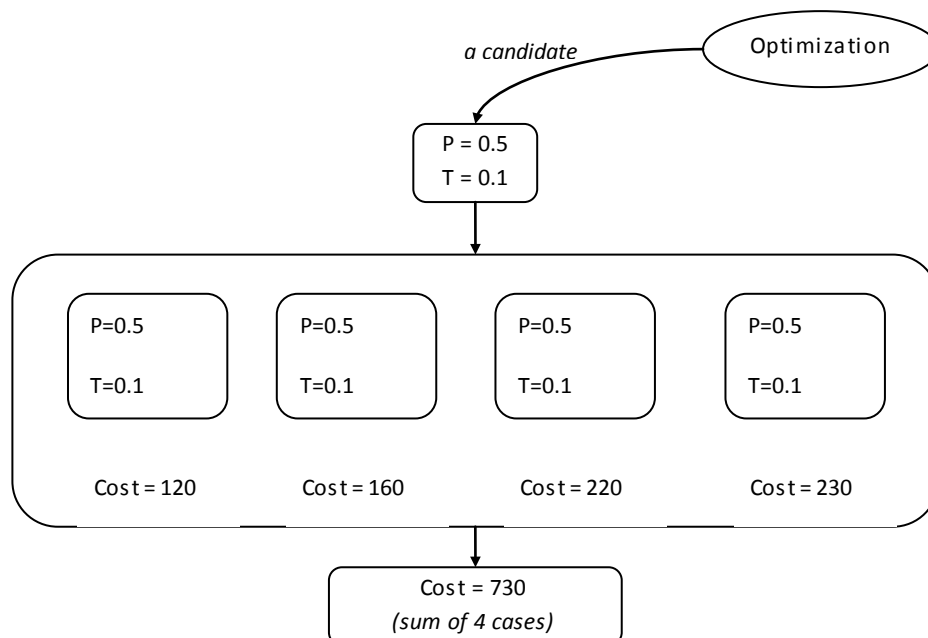 Optimization
a candidate
P = 0.5
T = 0.1
P=0.5
T=0.1
P=0.5
T=0.1
P=0.5
T=0.1
P=0.5
T=0.1
Cost = 120
Cost = 160
Cost = 220
Cost = 230
Cost = 730
(sum of 4 cases)